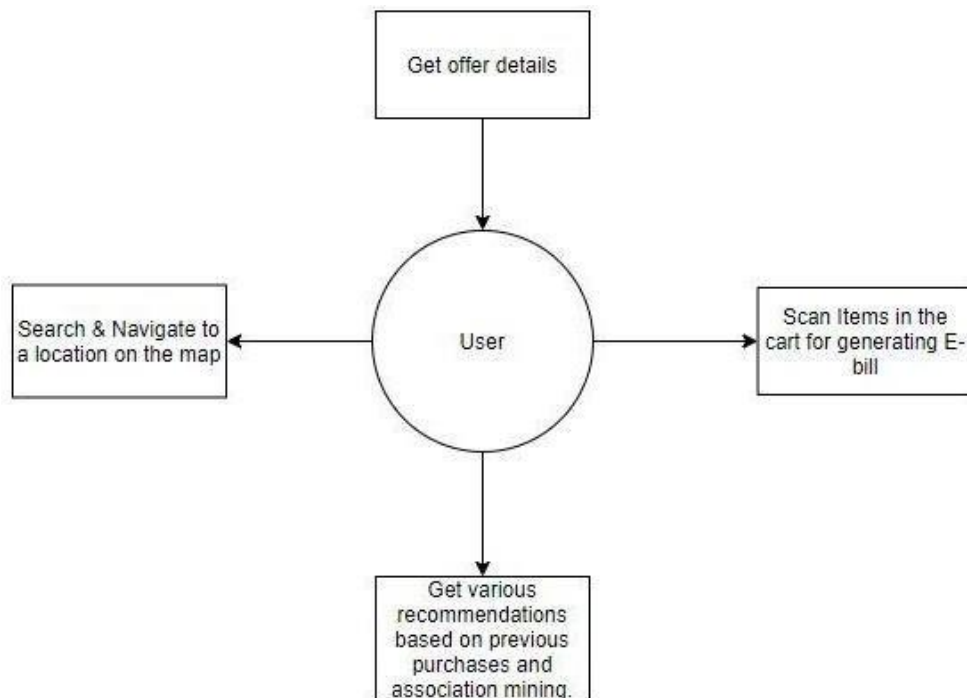 Get offer details
Search & Navigate to
a location on the map
User
Scan Items in the
cart for generating E-
bill
Get various
recommendations
based on previous
purchases and
association mining.